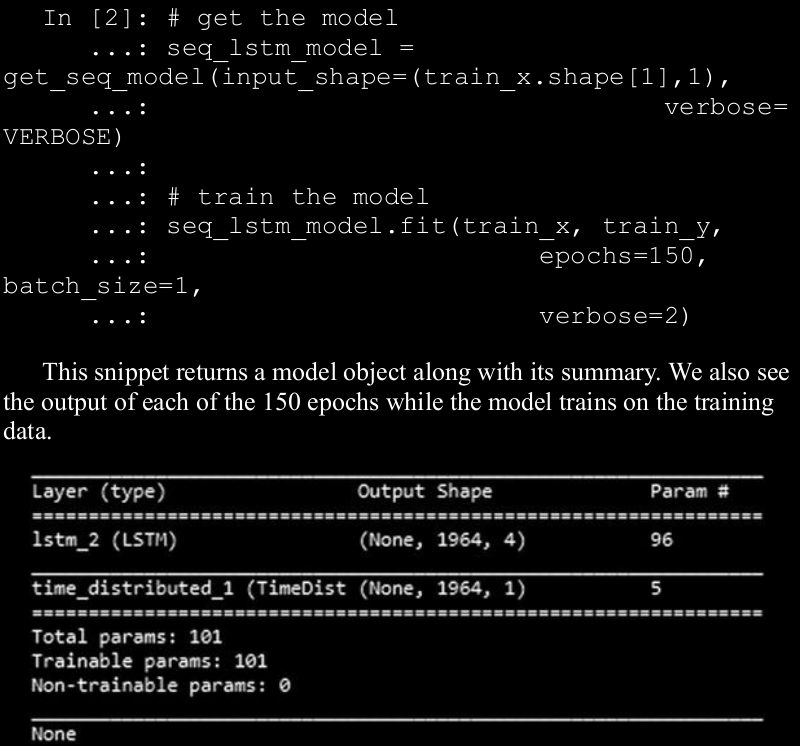 In [2]: # get the model
...: seq_lstm_model =
get_seq_model(input_shape=(train_x.shape[1],1),
...: verbose=
VERBOSE)
...:
...: # train the model
...: seq_lstm_model.fit(train_x, train_y,
...: epochs=150,
batch_size=1,
...: verbose=2)
This snippet returns a model object along with its summary. We also see
the output of each of the 150 epochs while the model trains on the training
data.
Layer (type) Output Shape Param #
=================================================================
lstm_2 (LSTM) (None, 1964, 4) 96
time_distributed_1 (TimeDist (None, 1964, 1) 5
=================================================================
Total params: 101
Trainable params: 101
Non-trainable params: 0
None